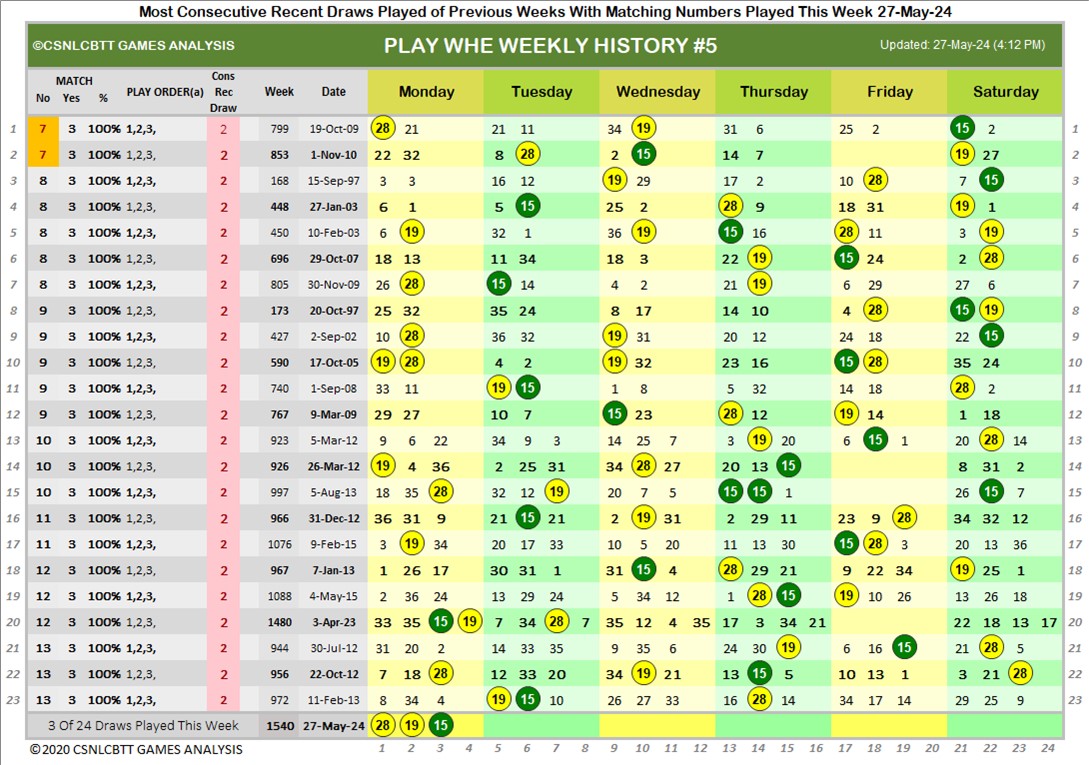 Most Consecutive Recent Draws Played of Previous Weeks With Matching Numbers Played This Week 27-May-24
©CSNLCBTT GAMES ANALYSIS PLAY WHE WEEKLY HISTORY #5 Updated: 27-May-24 (4:12 PM)
No MATCH Yes % PLAY ORDER(a) Cons Rec Draw Week Date Monday Tuesday Wednesday Thursday Friday Saturday
1 7 3 100% 1,2,3, 2 799 19-Oct-09 28 21 21 11 34 19 31 6 25 2 15 2 1
2 7 3 100% 1,2,3, 2 853 1-Nov-10 22 32 8 28 2 15 14 7 19 27 2
3 8 3 100% 1,2,3, 2 168 15-Sep-97 3 3 16 12 19 29 17 2 10 28 7 15 3
4 8 3 100% 1,2,3, 2 448 27-Jan-03 6 1 5 15 25 2 28 9 18 31 19 1 4
5 8 3 100% 1,2,3, 2 450 10-Feb-03 6 19 32 1 36 19 15 16 28 11 3 19 5
6 8 3 100% 1,2,3, 2 696 29-Oct-07 18 13 11 34 18 3 22 19 15 24 2 28 6
7 8 3 100% 1,2,3, 2 805 30-Nov-09 26 28 15 14 4 2 21 19 6 29 27 6 7
8 9 3 100% 1,2,3, 2 173 20-Oct-97 25 32 35 24 8 17 14 10 4 28 15 19 8
9 9 3 100% 1,2,3, 2 427 2-Sep-02 10 28 36 32 19 31 20 12 24 18 22 15 9
10 9 3 100% 1,2,3, 2 590 17-Oct-05 19 28 4 2 19 32 23 16 15 28 35 24 10
11 9 3 100% 1,2,3, 2 740 1-Sep-08 33 11 19 15 1 8 5 32 14 18 28 2 11
12 9 3 100% 1,2,3, 2 767 9-Mar-09 29 27 10 7 15 23 28 12 19 14 1 18 12
13 10 3 100% 1,2,3, 2 923 5-Mar-12 9 6 22 34 9 3 14 25 7 3 19 20 6 15 1 20 28 14 13
14 10 3 100% 1,2,3, 2 926 26-Mar-12 19 4 36 2 25 31 34 28 27 20 13 15 8 31 2 14
15 10 3 100% 1,2,3, 2 997 5-Aug-13 18 35 28 32 12 19 20 7 5 15 15 1 26 15 7 15
16 11 3 100% 1,2,3, 2 966 31-Dec-12 36 31 9 21 15 21 2 19 31 2 29 11 23 9 28 34 32 12 16
17 11 3 100% 1,2,3, 2 1076 9-Feb-15 3 19 34 20 17 33 10 5 20 11 13 30 15 28 3 20 13 36 17
18 12 3 100% 1,2,3, 2 967 7-Jan-13 1 26 17 30 31 1 31 15 4 28 29 21 9 22 34 19 25 1 18
19 12 3 100% 1,2,3, 2 1088 4-May-15 2 36 24 13 29 24 5 34 12 1 28 15 19 10 26 13 26 18 19
20 12 3 100% 1,2,3, 2 1480 3-Apr-23 33 35 15 19 7 34 28 7 35 12 4 35 17 3 34 21 22 18 13 17 20
21 13 3 100% 1,2,3, 2 944 30-Jul-12 31 20 2 14 33 35 9 35 6 24 30 19 6 16 15 21 28 5 21
22 13 3 100% 1,2,3, 2 956 22-Oct-12 7 18 28 12 33 20 34 19 21 13 15 5 10 13 1 3 21 28 22
23 13 3 100% 1,2,3, 2 972 11-Feb-13 8 34 4 19 15 10 26 27 33 16 28 14 34 17 14 29 25 9 23
3 Of 24 Draws Played This Week 1540 27-May-24 28 19 15
©2020 CSNLCBTT GAMES ANALYSIS 1 2 3 4 5 6 7 8 9 10 11 12 13 14 15 16 17 18 19 20 21 22 23 24